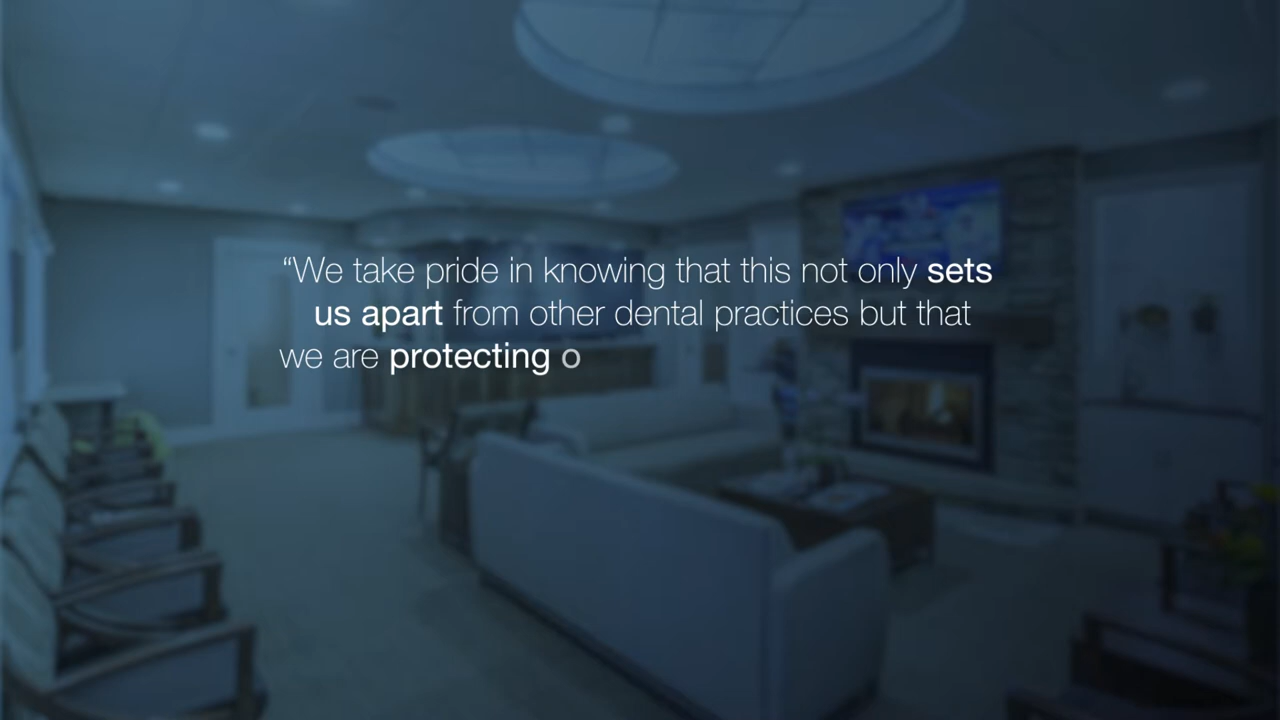 “We take pride in knowing that this not only sets
us apart from other dental practices but that
we are protecting o